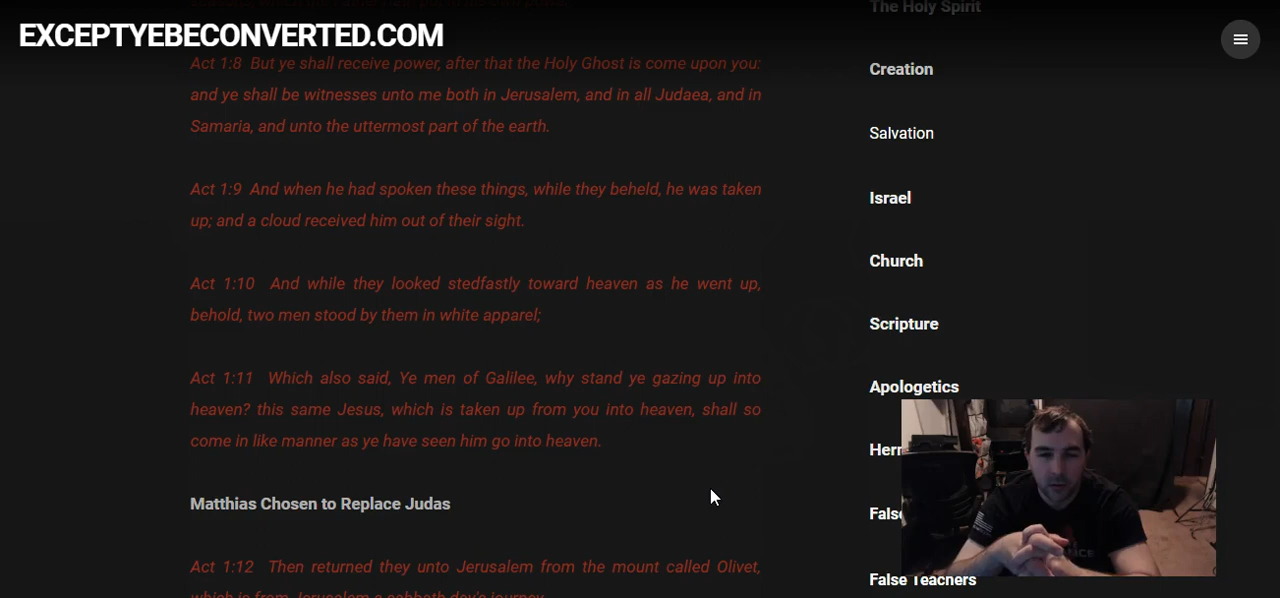 The Holy Spirit
EXCEPTYEBECONVERTED.COM
Act 1:8 But ye shall receive power, after that the Holy Ghost is come upon you:
and ye shall be witnesses unto me both in Jerusalem, and in all Judaea, and in
Samaria, and unto the uttermost part of the earth.
Act 1:9 And when he had spoken these things, while they beheld, he was taken
up; and a cloud received him out of their sight.
Act 1:10 And while they looked stedfastly toward heaven as he went up,
behold, two men stood by them in white apparel;
Act 1:11 Which also said, Ye men of Galilee, why stand ye gazing up into
heaven? this same Jesus, which is taken up from you into heaven, shall so
come in like manner as ye have seen him go into heaven.
Matthias Chosen to Replace Judas
Act 1:12 Then returned they unto Jerusalem from the mount called Olivet,
which is from Jerusalem a sabbath day's journey.
Creation
Salvation
Israel
Church
Scripture
Apologetics
False Teachers